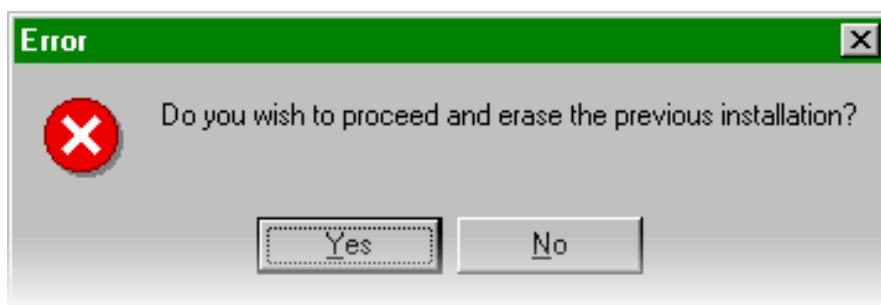 Error
Do you wish to proceed and erase the previous installation?
Yes
No